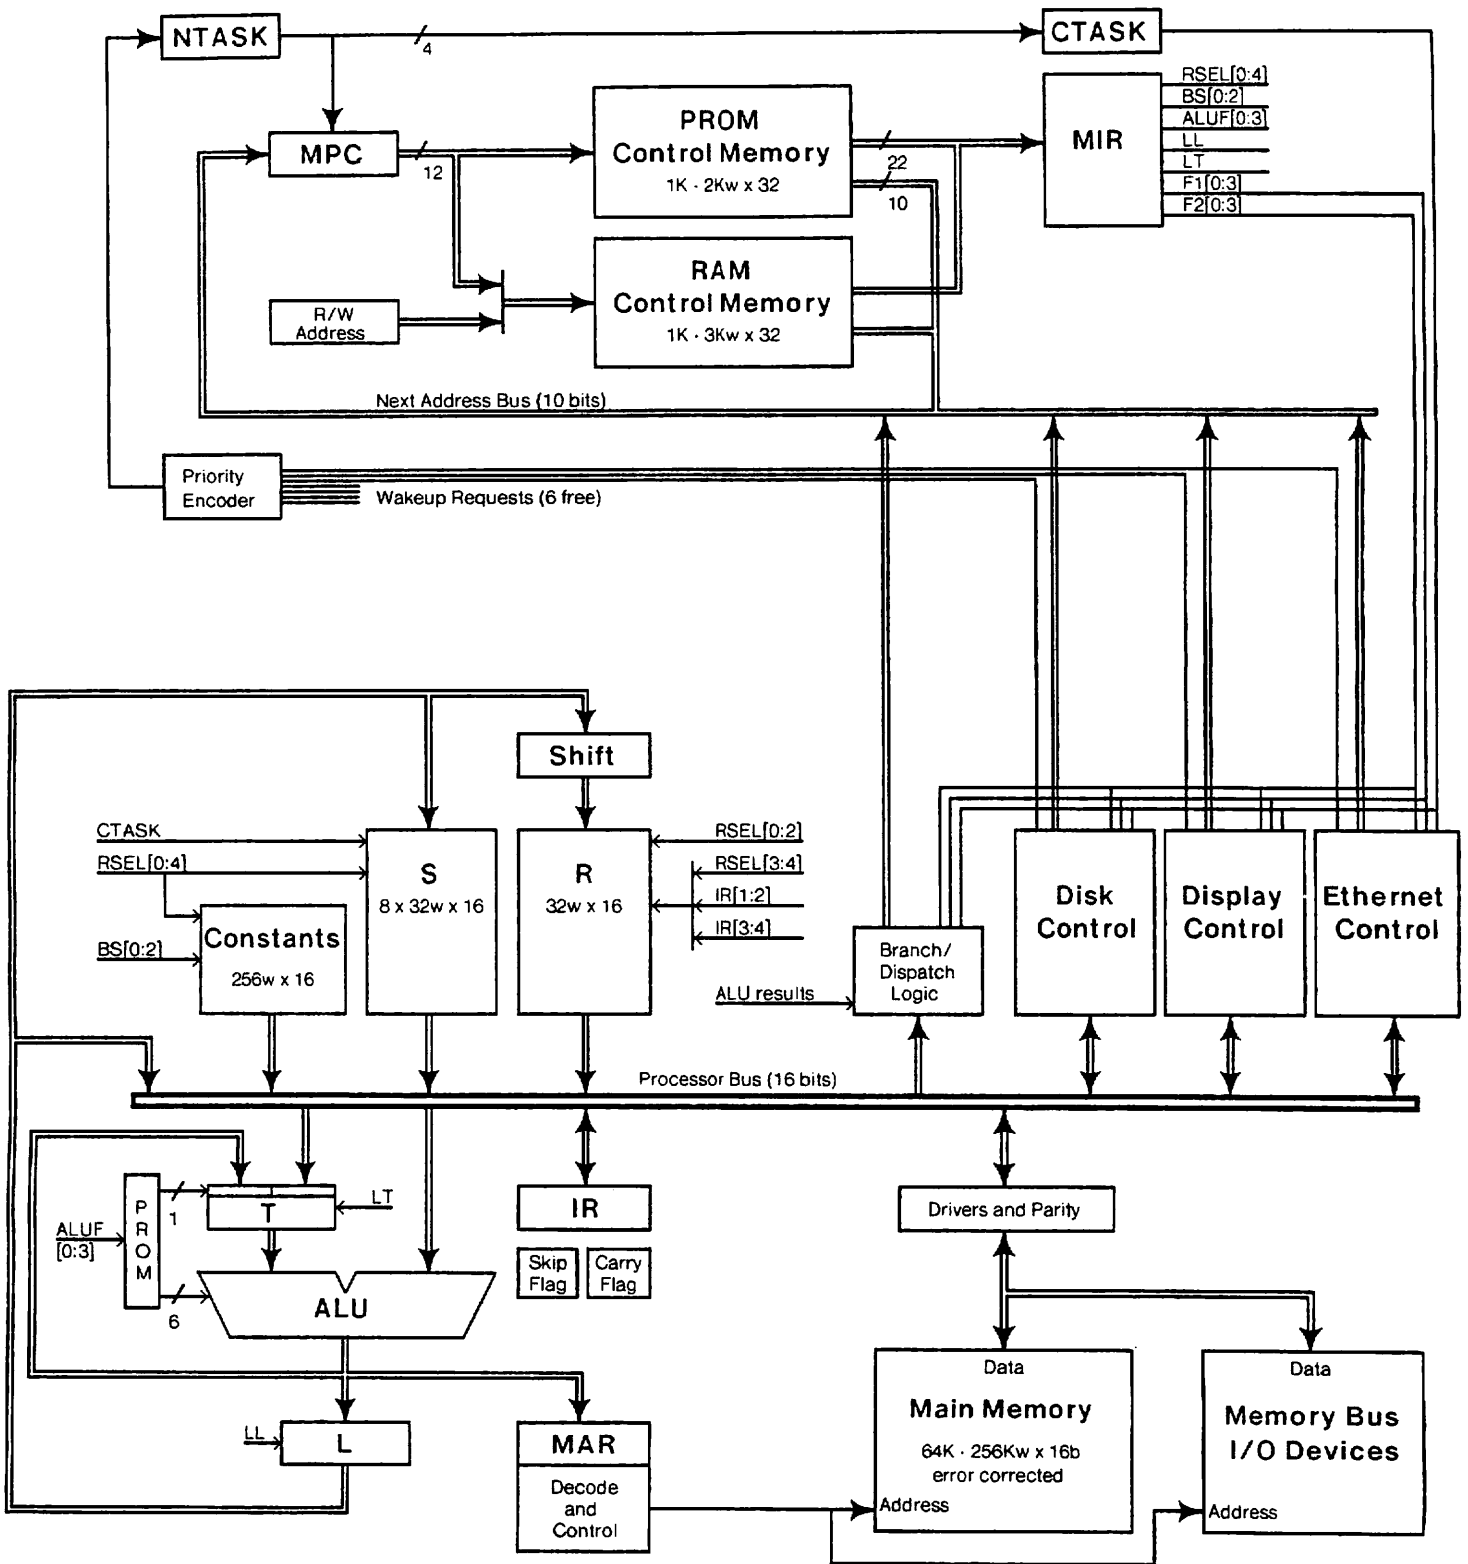 NTASK
4
CTASK
RSEL[0:4]
BS[0:2]
ALUF[0:3]
LL
LT
F1[0:3]
F2[0:3]
MIR
MPC
12
PROM
Control Memory
1K - 2Kw x 32
22
10
RAM
Control Memory
1K - 3Kw x 32
R/W
Address
Next Address Bus (10 bits)
Priority
Encoder
Wakeup Requests (6 free)
Shift
CTASK
RSEL[0:4]
BS[0:2]
Constants
256w x 16
S
8 x 32w x 16
R
32w x 16
RSEL[0:2]
RSEL[3:4]
IR[1:2]
IR[3:4]
ALU results
Branch/
Dispatch
Logic
Disk
Control
Display
Control
Ethernet
Control
Processor Bus (16 bits)
ALUF
[0:3]
PROM
1
6
T
LT
ALU
IR
Skip
Flag
Carry
Flag
Drivers and Parity
LL
L
MAR
Decode
and
Control
Data
Main Memory
64K - 256Kw x 16b
error corrected
Address
Data
Memory Bus
I/O Devices
Address